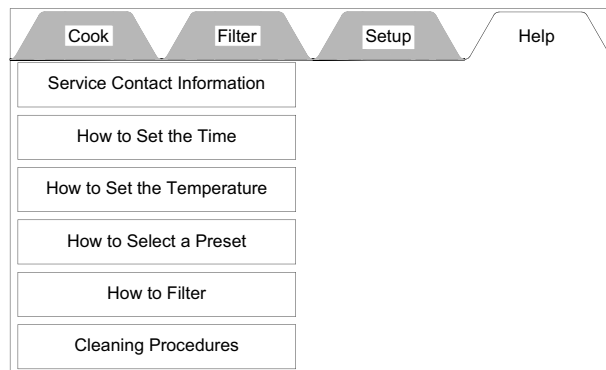 Cook Filter Setup Help
Service Contact Information
How to Set the Time
How to Set the Temperature
How to Select a Preset
How to Filter
Cleaning Procedures